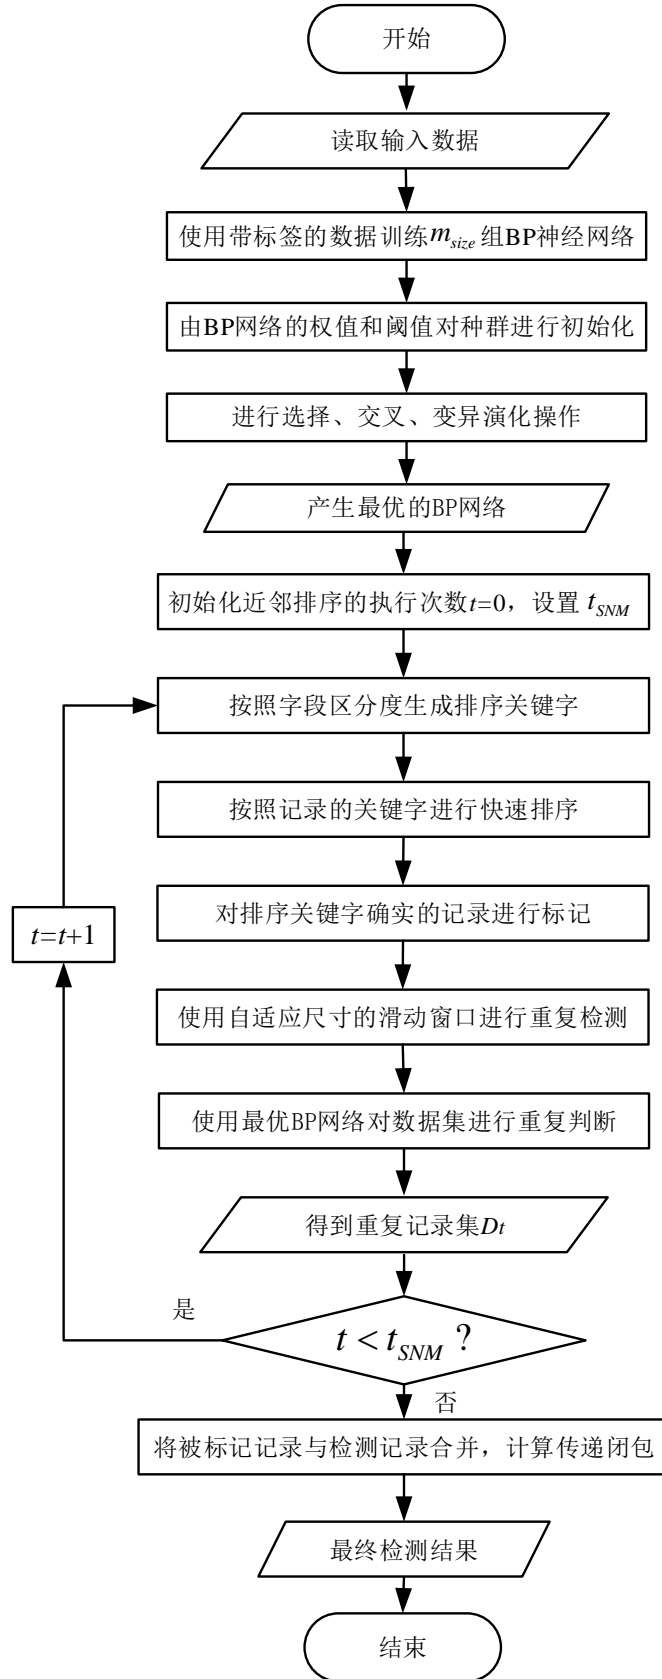 开始
读取输入数据
使用带标签的数据训练m_size组BP神经网络
由BP网络的权值和阈值对种群进行初始化
进行选择、交叉、变异演化操作
产生最优的BP网络
初始化近邻排序的执行次数t=0，设置 t_SNM
按照字段区分度生成排序关键字
按照记录的关键字进行快速排序
对排序关键字确实的记录进行标记
t=t+1
使用自适应尺寸的滑动窗口进行重复检测
使用最优BP网络对数据集进行重复判断
得到重复记录集Dt
是
t < t_SNM ?
否
将被标记记录与检测记录合并，计算传递闭包
最终检测结果
结束